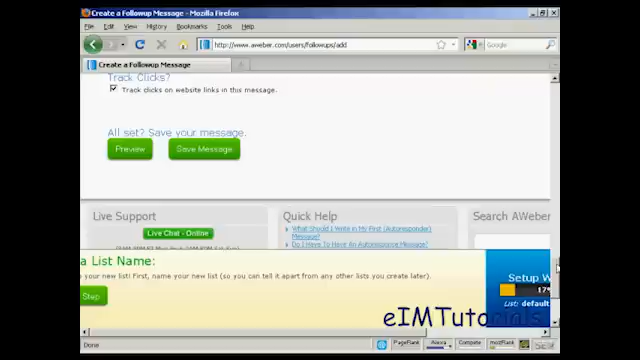 Create a Followup Message - Mozilla Firefox
File Edit View History Bookmarks Tools Help
http://www.aweber.com/users/followups/add
Google
Create a Followup Message
Track Clicks?
Track clicks on website links in this message.
All set? Save your message.
Preview Save Message
Live Support Quick Help Search AWeber
Live Chat - Online
What Should I Write in My First (Autoresponder)
Message?
Do I Have To Have An Autoresponse Message?
a List Name:
your new list! First, name your new list (so you can tell it apart from any other lists you create later).
Step
Setup W
17%
List: default
eIMTutorials
Done
PageRank Alexa Compete mozRank SEM